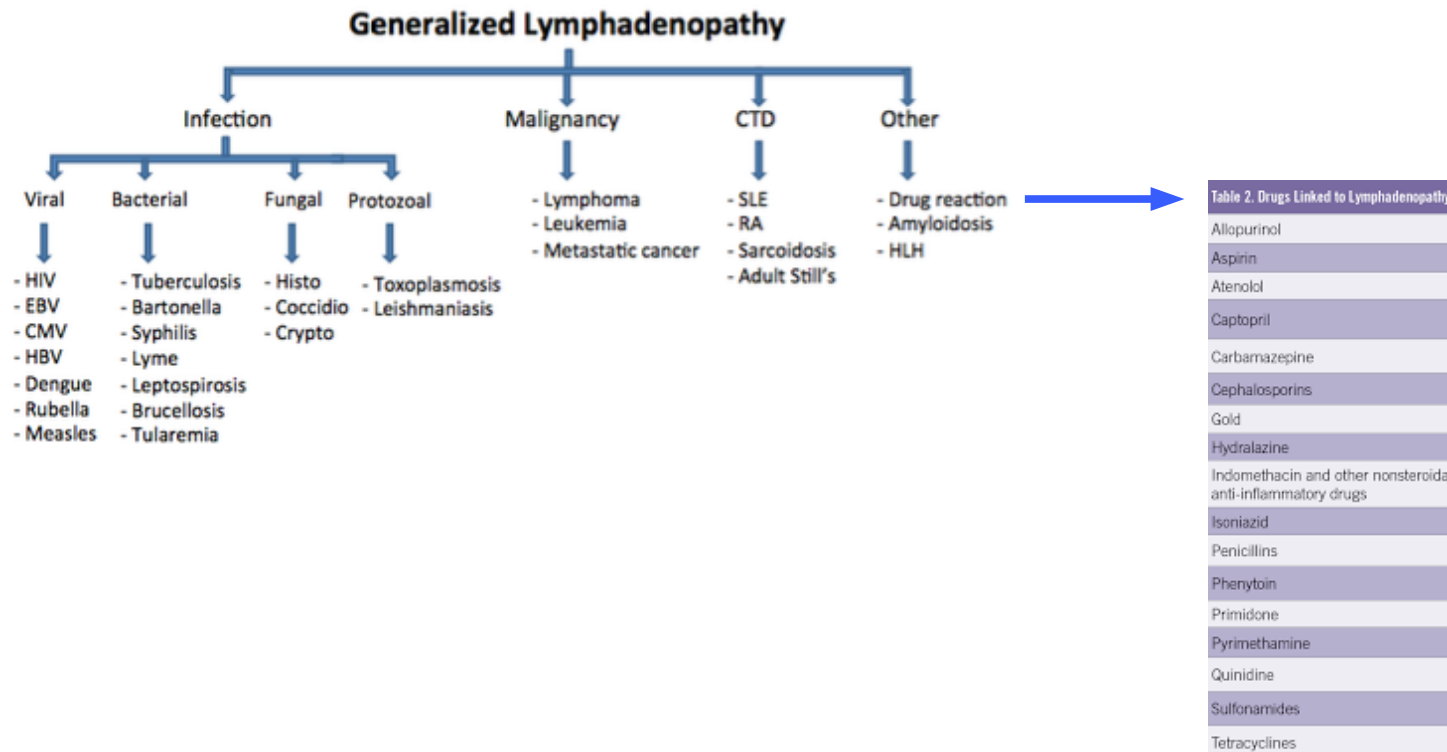 Generalized Lymphadenopathy
Infection
Malignancy
CTD
Other
Viral
Bacterial
Fungal
Protozoal
- HIV
- EBV
- CMV
- HBV
- Dengue
- Rubella
- Measles
- Tuberculosis
- Bartonella
- Syphilis
- Lyme
- Leptospirosis
- Brucellosis
- Tularemia
- Histo
- Coccidio
- Crypto
- Toxoplasmosis
- Leishmaniasis
- Lymphoma
- Leukemia
- Metastatic cancer
- SLE
- RA
- Sarcoidosis
- Adult Still's
- Drug reaction
- Amyloidosis
- HLH
Table 2. Drugs Linked to Lymphadenopathy
Allopurinol
Aspirin
Atenolol
Captopril
Carbamazepine
Cephalosporins
Gold
Hydralazine
Indomethacin and other nonsteroida
anti-inflammatory drugs
Isoniazid
Penicillins
Phenytoin
Primidone
Pyrimethamine
Quinidine
Sulfonamides
Tetracyclines